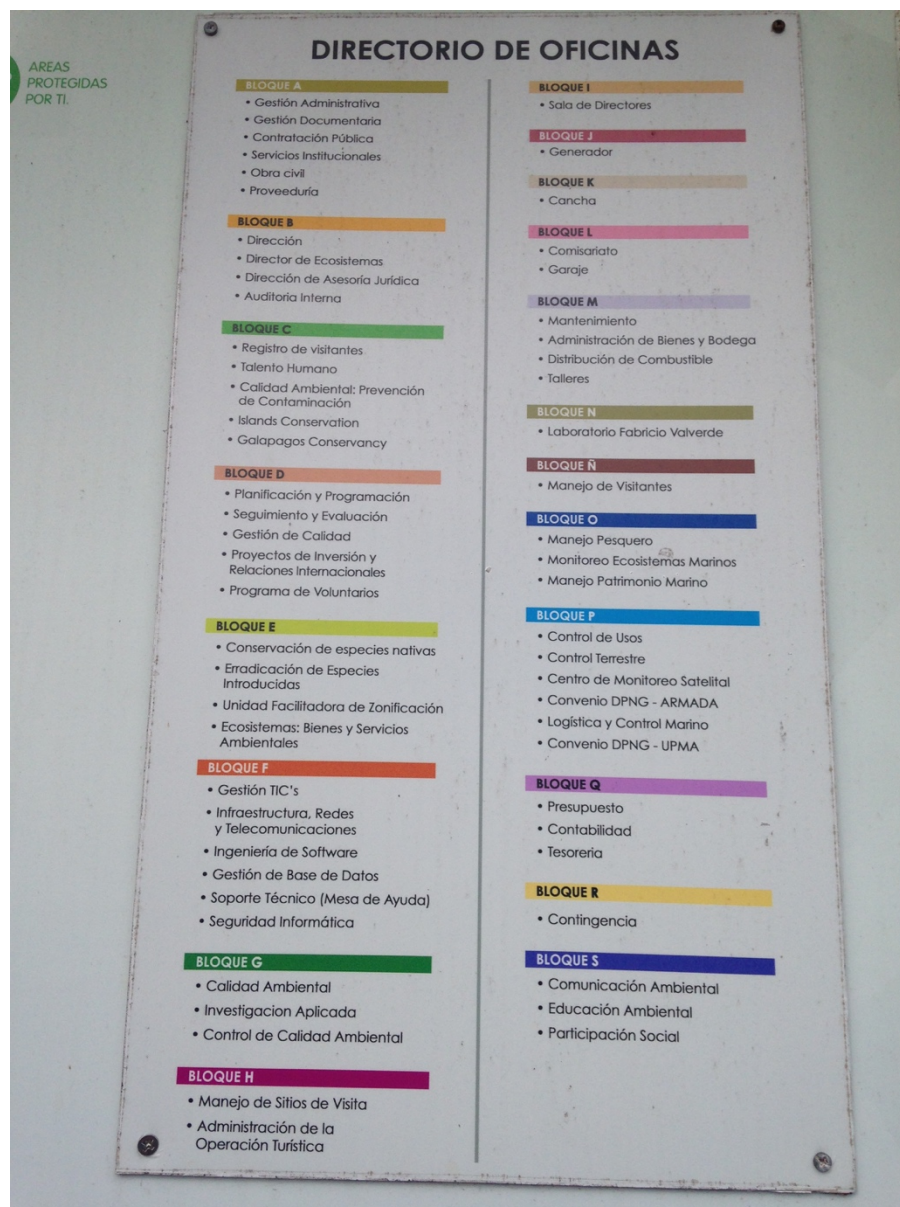 AREAS
PROTEGIDAS
POR TI.
DIRECTORIO DE OFICINAS
BLOQUE A
• Gestión Administrativa
• Gestión Documentaria
• Contratación Pública
• Servicios Institucionales
• Obra civil
• Proveeduría
BLOQUE B
• Dirección
• Director de Ecosistemas
• Dirección de Asesoría Jurídica
• Auditoria Interna
BLOQUE C
• Registro de visitantes
• Talento Humano
• Calidad Ambiental: Prevención
de Contaminación
• Islands Conservation
• Galapagos Conservancy
BLOQUE D
• Planificación y Programación
• Seguimiento y Evaluación
• Gestión de Calidad
• Proyectos de Inversión y
Relaciones Internacionales
• Programa de Voluntarios
BLOQUE E
• Conservación de especies nativas
• Erradicación de Especies
Introducidas
• Unidad Facilitadora de Zonificación
• Ecosistemas: Bienes y Servicios
Ambientales
BLOQUE F
• Gestión TIC's
• Infraestructura, Redes
y Telecomunicaciones
• Ingeniería de Software
• Gestión de Base de Datos
• Soporte Técnico (Mesa de Ayuda)
• Seguridad Informática
BLOQUE G
• Calidad Ambiental
• Investigacion Aplicada
• Control de Calidad Ambiental
BLOQUE H
• Manejo de Sitios de Visita
• Administración de la
Operación Turística
BLOQUE I
• Sala de Directores
BLOQUE J
• Generador
BLOQUE K
• Cancha
BLOQUE L
• Comisariato
• Garaje
BLOQUE M
• Mantenimiento
• Administración de Bienes y Bodega
• Distribución de Combustible
• Talleres
BLOQUE N
• Laboratorio Fabricio Valverde
BLOQUE Ñ
• Manejo de Visitantes
BLOQUE O
• Manejo Pesquero
• Monitoreo Ecosistemas Marinos
• Manejo Patrimonio Marino
BLOQUE P
• Control de Usos
• Control Terrestre
• Centro de Monitoreo Satelital
• Convenio DPNG - ARMADA
• Logística y Control Marino
• Convenio DPNG - UPMA
BLOQUE Q
• Presupuesto
• Contabilidad
• Tesoreria
BLOQUE R
• Contingencia
BLOQUE S
• Comunicación Ambiental
• Educación Ambiental
• Participación Social